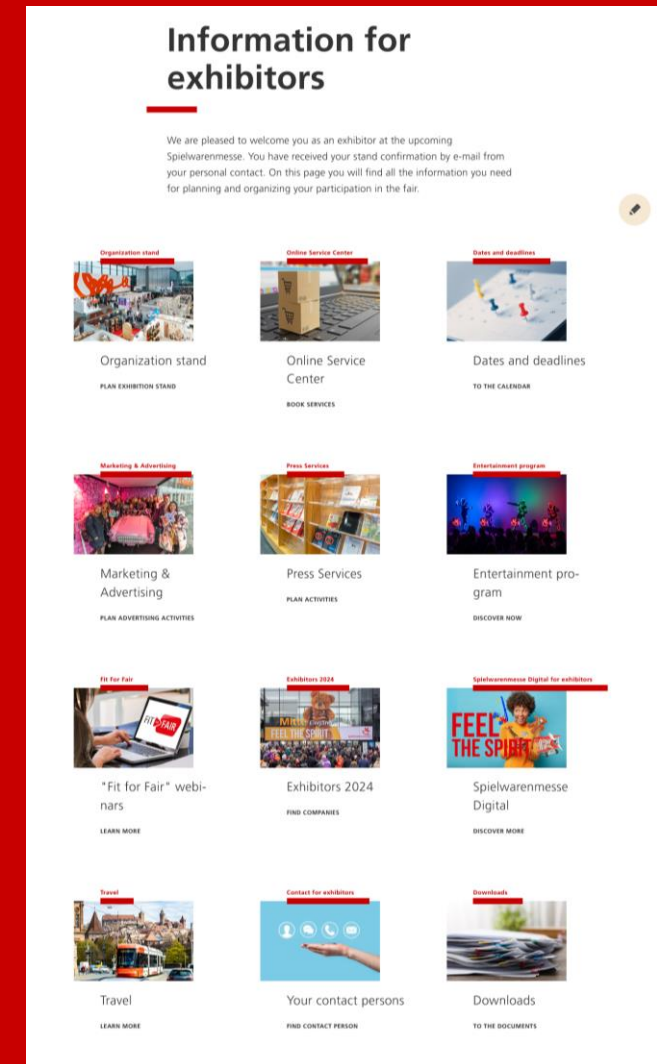 Information for
exhibitors
We are pleased to welcome you as an exhibitor at the upcoming
Spielwarenmesse. You have received your stand confirmation by e-mail from
your personal contact. On this page you will find all the information you need
for planning and organizing your participation in the fair.
Organization stand
Organization stand
PLAN EXHIBITION STAND
Online Service Center
Online Service
Center
BOOK SERVICES
Dates and deadlines
Dates and deadlines
TO THE CALENDAR
Marketing & Advertising
Marketing &
Advertising
PLAN ADVERTISING ACTIVITIES
Press Services
Press Services
PLAN ACTIVITIES
Entertainment program
Entertainment pro-
gram
DISCOVER NOW
Fit For Fair
FIT FAIR
"Fit for Fair" webi-
nars
LEARN MORE
Exhibitors 2024
Mitte
FEEL THE SPIRIT
Exhibitors 2024
FIND COMPANIES
Spielwarenmesse Digital for exhibitors
FEEL
THE SPIRIT
Spielwarenmesse
Digital
DISCOVER MORE
Travel
Travel
LEARN MORE
Contact for exhibitors
Your contact persons
FIND CONTACT PERSON
Downloads
Downloads
TO THE DOCUMENTS